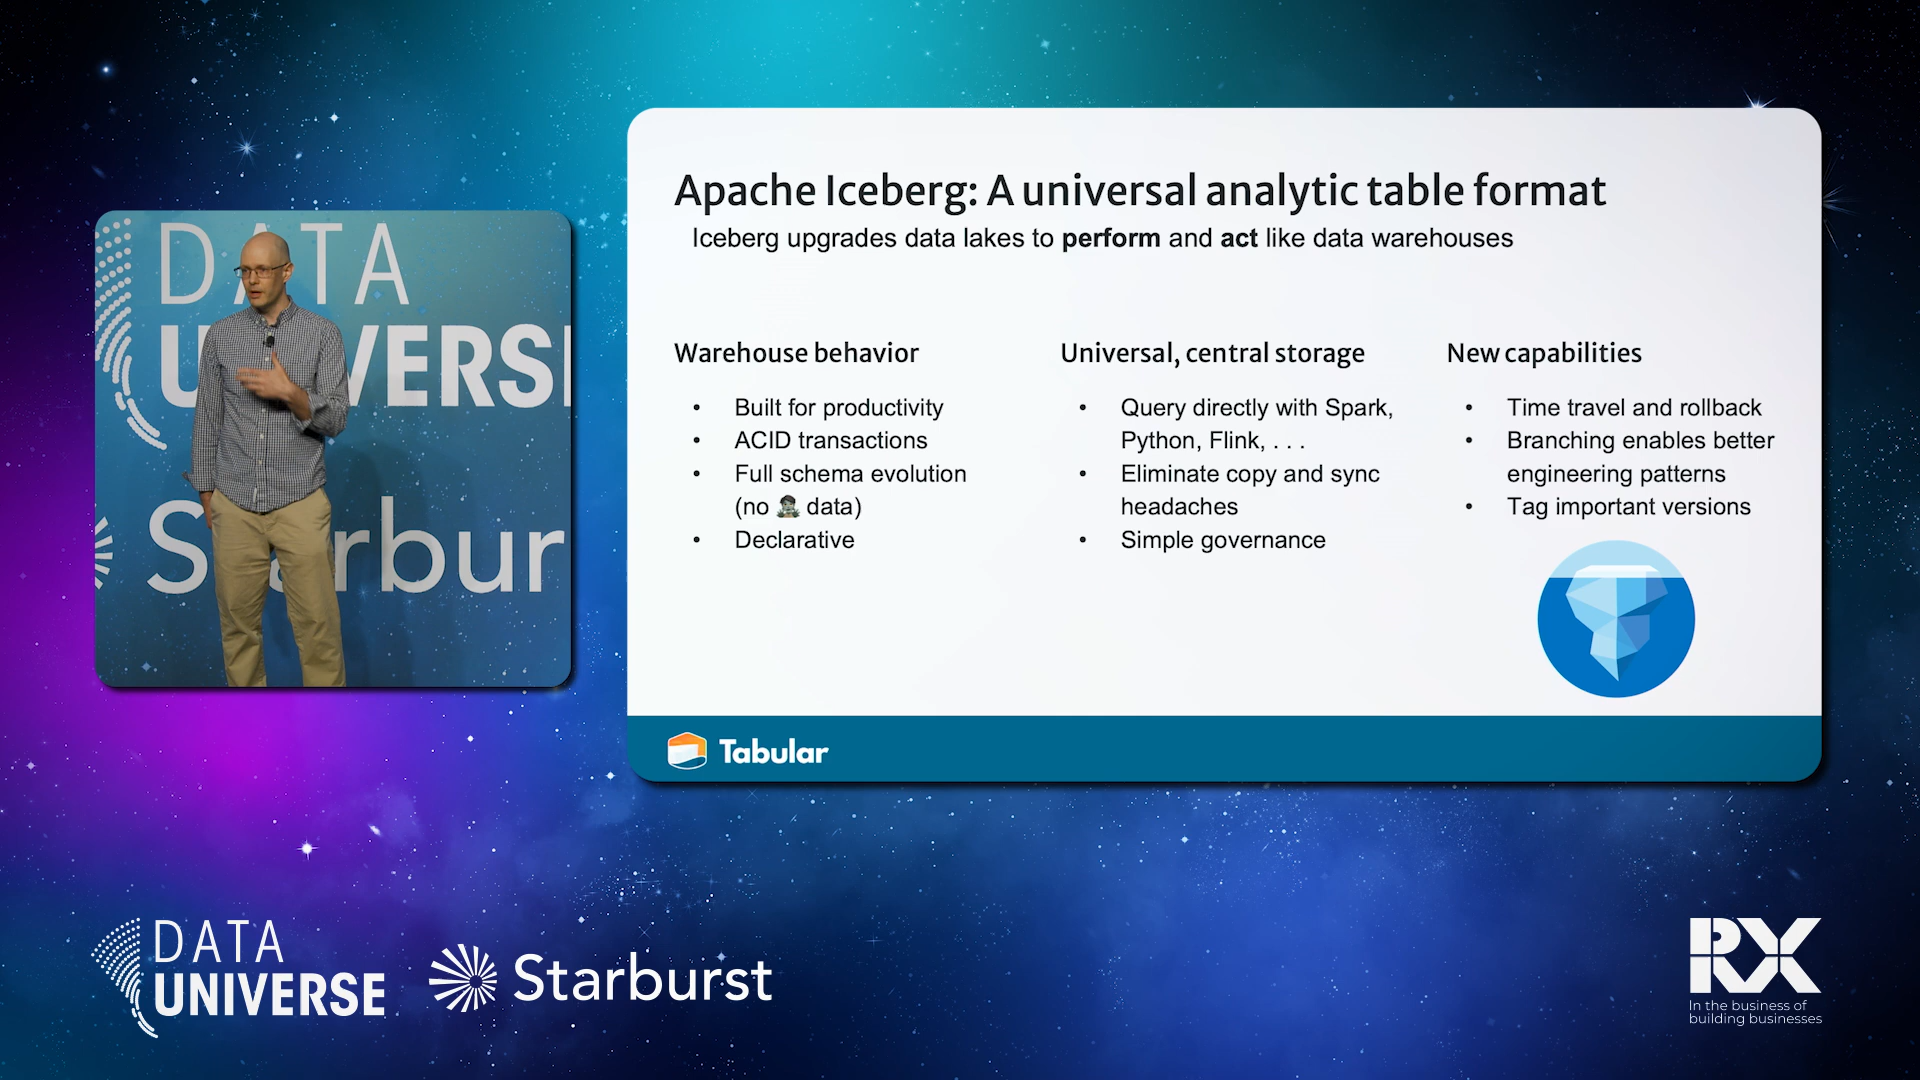 Apache Iceberg: A universal analytic table format
Iceberg upgrades data lakes to perform and act like data warehouses
Warehouse behavior
• Built for productivity
• ACID transactions
• Full schema evolution
(no 🧟 data)
• Declarative
Universal, central storage
• Query directly with Spark,
Python, Flink, . . .
• Eliminate copy and sync
headaches
• Simple governance
New capabilities
• Time travel and rollback
• Branching enables better
engineering patterns
• Tag important versions
Tabular
DATA
UNIVERSE
Starburst
RX
In the business of
building businesses